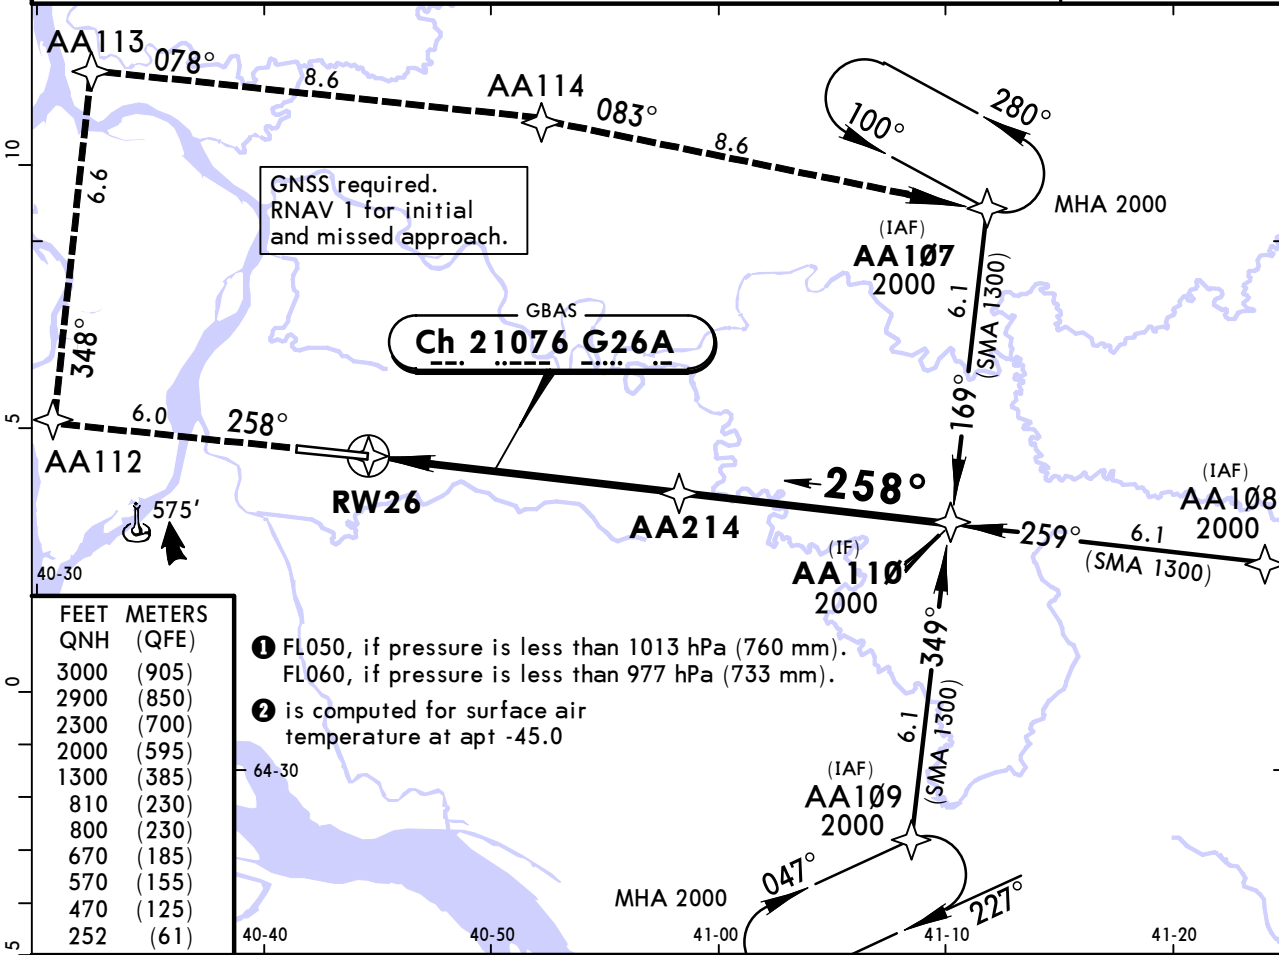 AA113
078°
8.6
AA114
083°
8.6
100°
280°
MHA 2000
10
6.6
GNSS required.
RNAV 1 for initial
and missed approach.
(IAF)
AA1Ø7
2000
6.1
(SMA 1300)
169°
GBAS
Ch 21076 G26A
348°
5
6.0
258°
AA112
RW26
AA214
258°
(IF)
AA11Ø
2000
259°
6.1
(SMA 1300)
(IAF)
AA1Ø8
2000
575'
40-30
FEET METERS
QNH (QFE)
3000 (905)
2900 (850)
2300 (700)
2000 (595)
1300 (385)
810 (230)
800 (230)
670 (185)
570 (155)
470 (125)
252 (61)
0
5
1 FL050, if pressure is less than 1013 hPa (760 mm).
FL060, if pressure is less than 977 hPa (733 mm).
2 is computed for surface air
temperature at apt -45.0
64-30
349°
6.1
(SMA 1300)
(IAF)
AA1Ø9
2000
047°
MHA 2000
227°
40-40
40-50
41-00
41-10
41-20